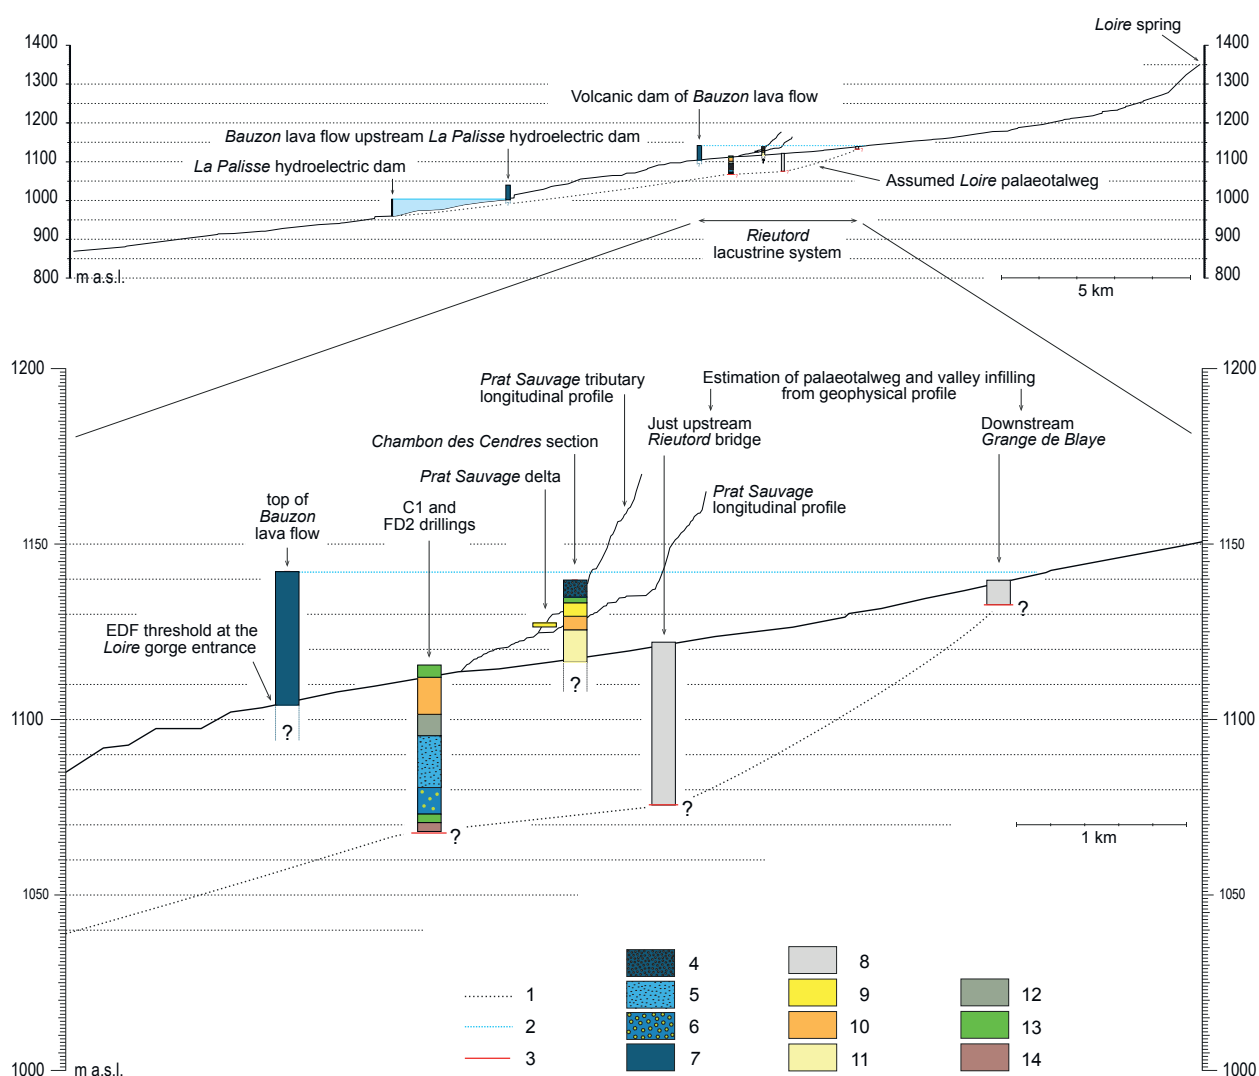 Loire spring
1400
1400
1300
1300
Volcanic dam of Bauzon lava flow
1200
1200
Bauzon lava flow upstream La Palisse hydroelectric dam
La Palisse hydroelectric dam
1100
1100
Assumed Loire palaeotalweg
1000
1000
900
900
Rieutord
lacustrine system
800
m a.s.l.
800
5 km
1200
1200
Prat Sauvage tributary
longitudinal profile
Estimation of palaeotalweg and valley infilling
from geophysical profile
Just upstream
Rieutord bridge
Downstream
Grange de Blaye
Chambon des Cendres section
Prat Sauvage delta
Prat Sauvage
longitudinal profile
top of
Bauzon
lava flow
C1 and
FD2 drillings
1150
1150
EDF threshold at the
Loire gorge entrance
?
?
1100
1100
?
?
?
1 km
1050
1050
4
8
1
5
9
12
2
6
10
13
3
7
11
14
1000
m a.s.l.
1000